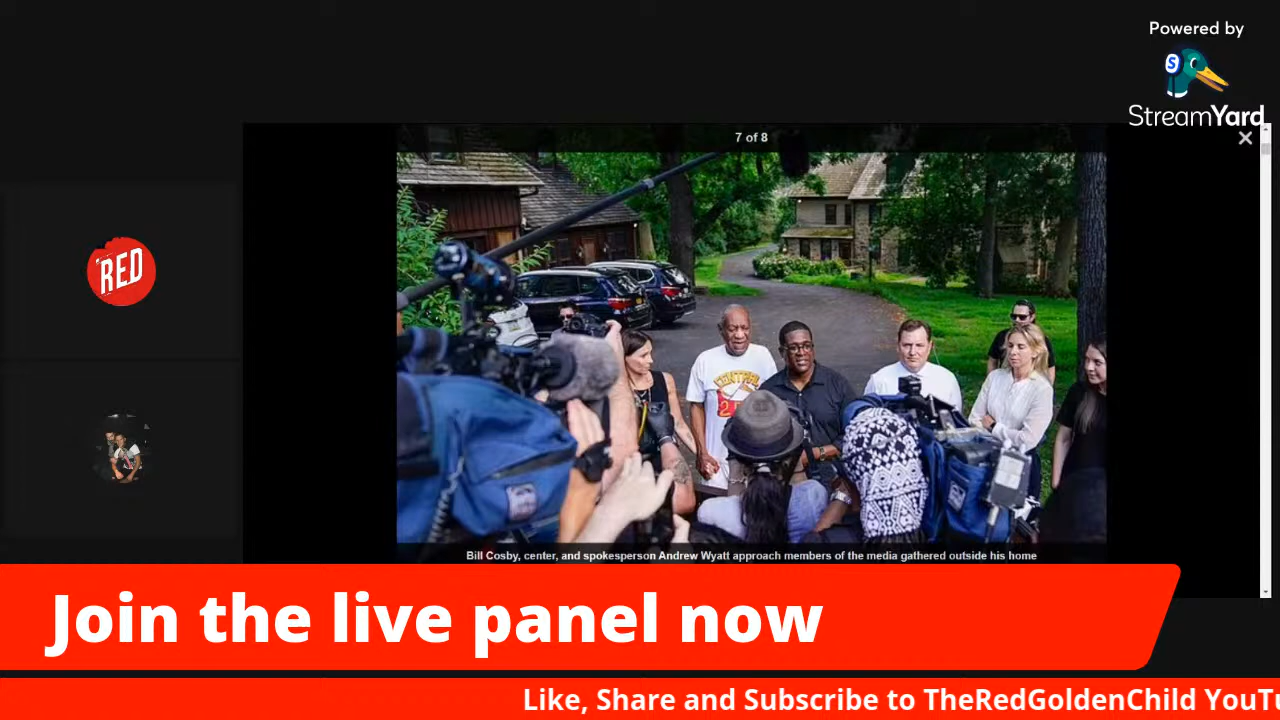 Powered by
StreamYard
7 of 8
'RED
CENTRAL
Bill Cosby, center, and spokesperson Andrew Wyatt approach members of the media gathered outside his home
Join the live panel now
Like, Share and Subscribe to TheRedGoldenChild YouTu